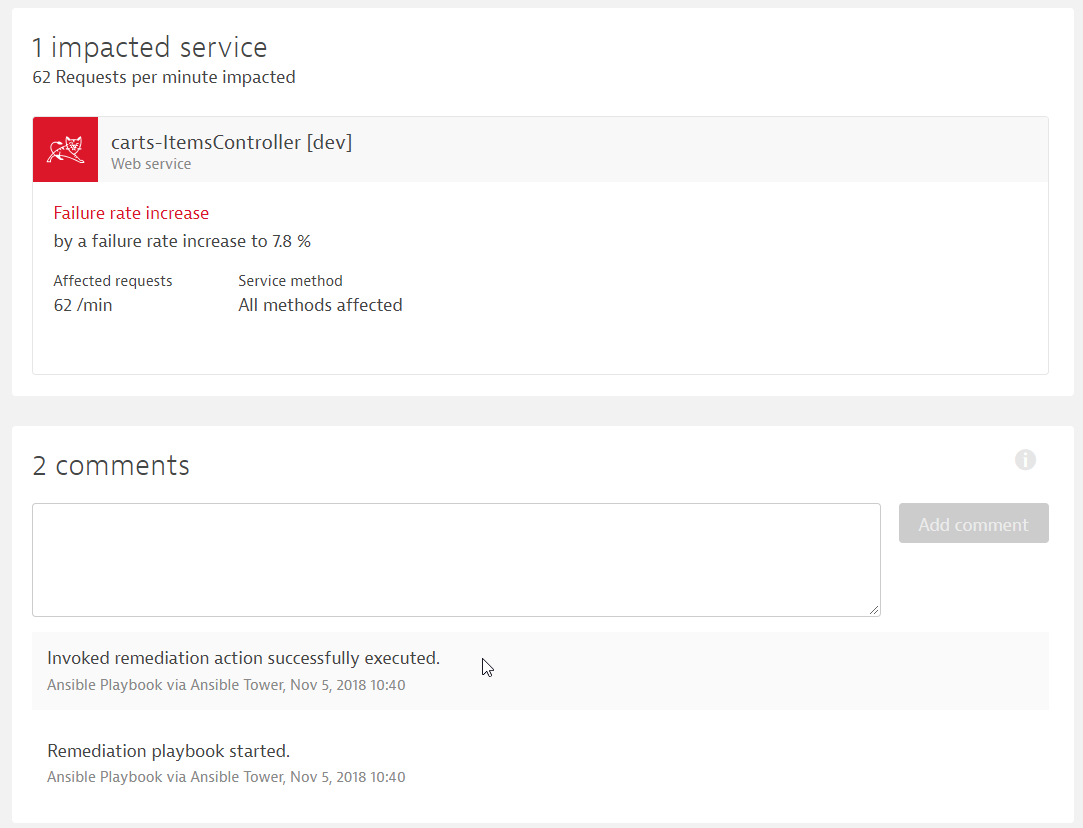 1 impacted service
62 Requests per minute impacted
carts-ItemsController [dev]
Web service
Failure rate increase
by a failure rate increase to 7.8 %
Affected requests
Service method
62 /min
All methods affected
2 comments
Add comment
Invoked remediation action successfully executed.
Ansible Playbook via Ansible Tower, Nov 5, 2018 10:40
Remediation playbook started.
Ansible Playbook via Ansible Tower, Nov 5, 2018 10:40